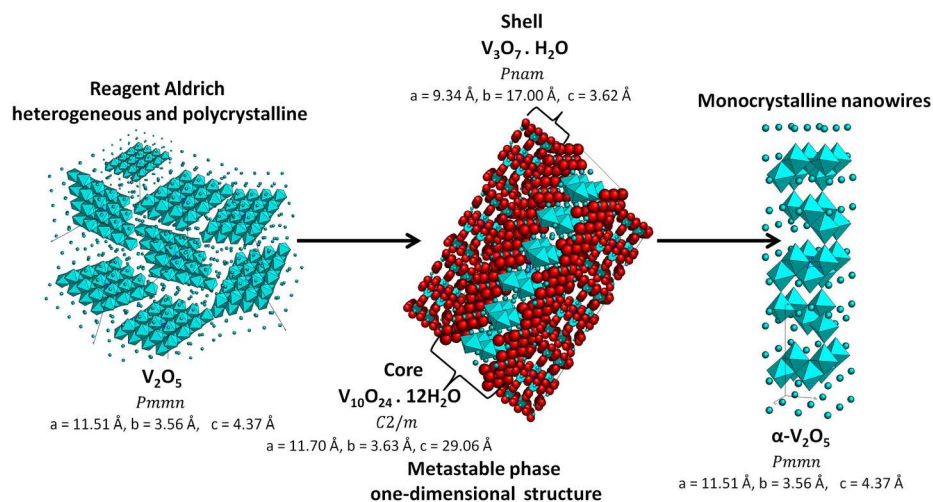 Shell
V₃O₇ . H₂O
Pnam
a = 9.34 Å, b = 17.00 Å, c = 3.62 Å
Reagent Aldrich
heterogeneous and polycrystalline
Monocrystalline nanowires
V₂O₅
Pmmn
a = 11.51 Å, b = 3.56 Å, c = 4.37 Å
Core
V₁₀O₂₄ . 12H₂O
C2/m
a = 11.70 Å, b = 3.63 Å, c = 29.06 Å
Metastable phase
one-dimensional structure
α-V₂O₅
Pmmn
a = 11.51 Å, b = 3.56 Å, c = 4.37 Å